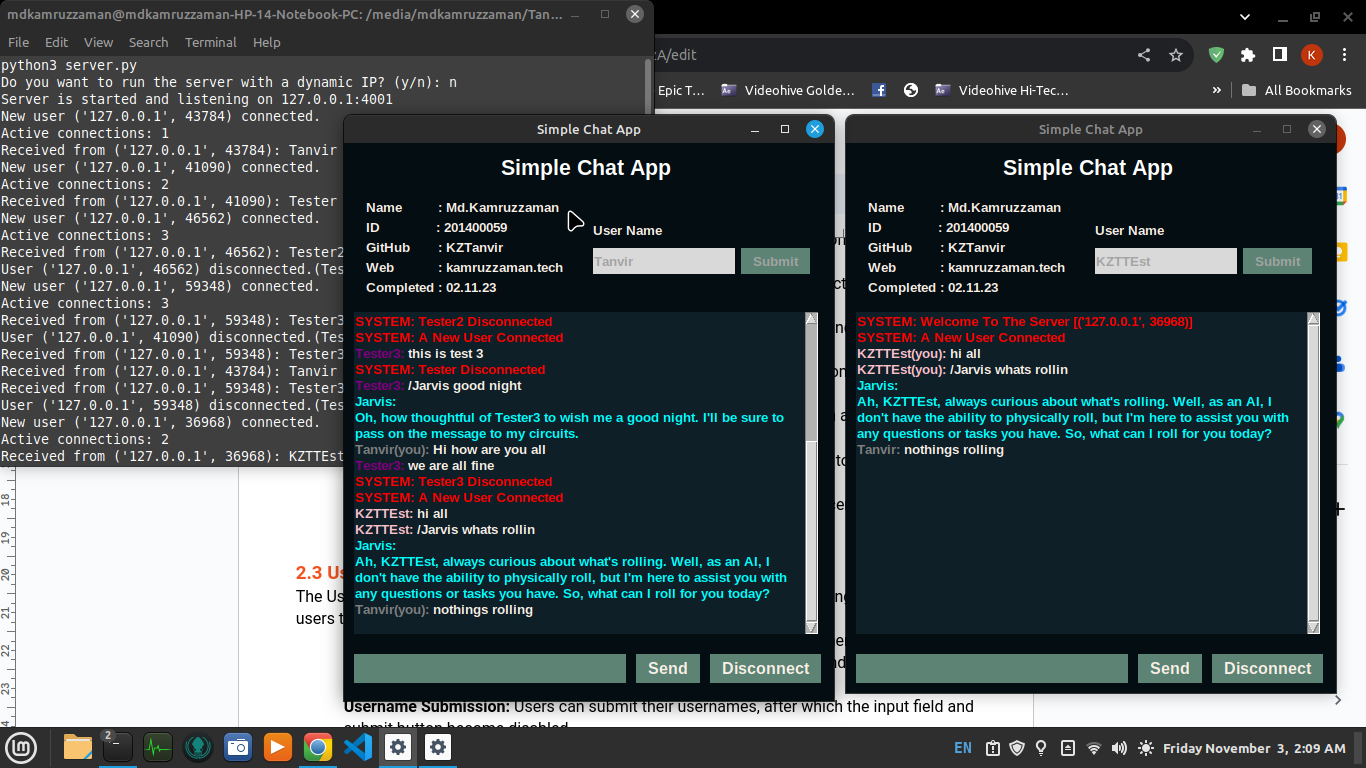 mdkamruzzaman@mdkamruzzaman-HP-14-Notebook-PC: /media/mdkamruzzaman/Tan...
File Edit View Search Terminal Help
python3 server.py
Do you want to run the server with a dynamic IP? (y/n): n
Server is started and listening on 127.0.0.1:4001
New user ('127.0.0.1', 43784) connected.
Active connections: 1
Received from ('127.0.0.1', 43784): Tanvir
New user ('127.0.0.1', 41090) connected.
Active connections: 2
Received from ('127.0.0.1', 41090): Tester
New user ('127.0.0.1', 46562) connected.
Active connections: 3
Received from ('127.0.0.1', 46562): Tester2
User ('127.0.0.1', 46562) disconnected.(Tes
New user ('127.0.0.1', 59348) connected.
Active connections: 3
Received from ('127.0.0.1', 59348): Tester3
User ('127.0.0.1', 41090) disconnected.(Tes
Received from ('127.0.0.1', 59348): Tester3
Received from ('127.0.0.1', 43784): Tanvir
Received from ('127.0.0.1', 59348): Tester3
User ('127.0.0.1', 59348) disconnected.(Tes
New user ('127.0.0.1', 36968) connected.
Active connections: 2
Received from ('127.0.0.1', 36968): KZTTEst
:A/edit
K
Epic T... Videohive Golde... Videohive Hi-Tec... » All Bookmarks
Simple Chat App
Simple Chat App
Name : Md.Kamruzzaman
ID : 201400059
GitHub : KZTanvir
Web : kamruzzaman.tech
Completed : 02.11.23
User Name
Tanvir Submit
SYSTEM: Tester2 Disconnected
SYSTEM: A New User Connected
Tester3: this is test 3
SYSTEM: Tester Disconnected
Tester3: /Jarvis good night
Jarvis:
Oh, how thoughtful of Tester3 to wish me a good night. I'll be sure to
pass on the message to my circuits.
Tanvir(you): Hi how are you all
Tester3: we are all fine
SYSTEM: Tester3 Disconnected
SYSTEM: A New User Connected
KZTTEst: hi all
KZTTEst: /Jarvis whats rollin
Jarvis:
Ah, KZTTEst, always curious about what's rolling. Well, as an AI, I
don't have the ability to physically roll, but I'm here to assist you with
any questions or tasks you have. So, what can I roll for you today?
Tanvir(you): nothings rolling
Send Disconnect
Simple Chat App
Simple Chat App
Name : Md.Kamruzzaman
ID : 201400059
GitHub : KZTanvir
Web : kamruzzaman.tech
Completed : 02.11.23
User Name
KZTTEst Submit
SYSTEM: Welcome To The Server [('127.0.0.1', 36968)]
SYSTEM: A New User Connected
KZTTEst(you): hi all
KZTTEst(you): /Jarvis whats rollin
Jarvis:
Ah, KZTTEst, always curious about what's rolling. Well, as an AI, I
don't have the ability to physically roll, but I'm here to assist you with
any questions or tasks you have. So, what can I roll for you today?
Tanvir: nothings rolling
Send Disconnect
18
19
20
21
22
23
24
2.3 Us
The Us
users t
Username Submission: Users can submit their usernames, after which the input field and
submit button become disabled.
2
EN Friday November 3, 2:09 AM